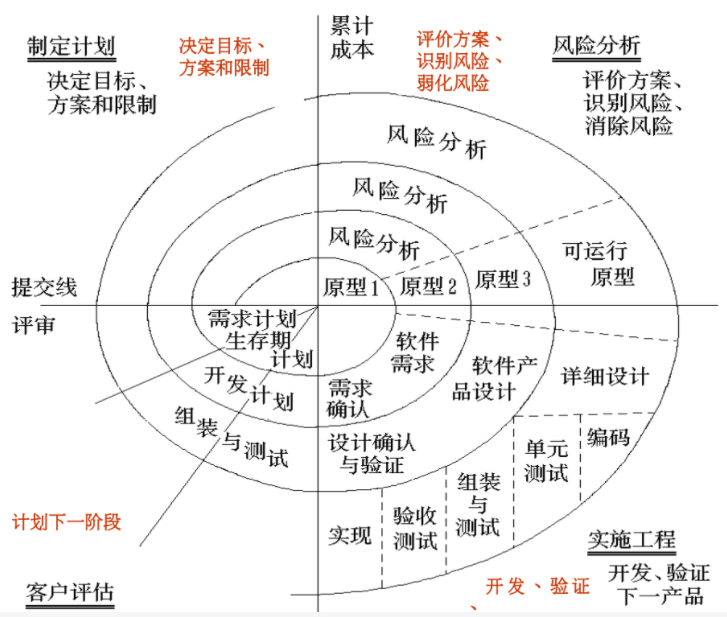 制定计划
决定目标、
方案和限制
决定目标、
方案和限制
累计
成本
评价方案、
识别风险、
弱化风险
风险分析
评价方案、
识别风险、
消除风险
风险分析
风险分析
风险分析
原型1
原型2
原型3
可运行
原型
提交线
评审
需求计划
生存期
计划
开发计划
组装与测试
软件
需求
需求
确认
软件产
品设计
设计确认
与验证
详细设计
编码
单元
测试
组装
与
测试
验收
测试
实现
计划下一阶段
客户评估
实施工程
开发、验证
下一产品
开发、验证
、